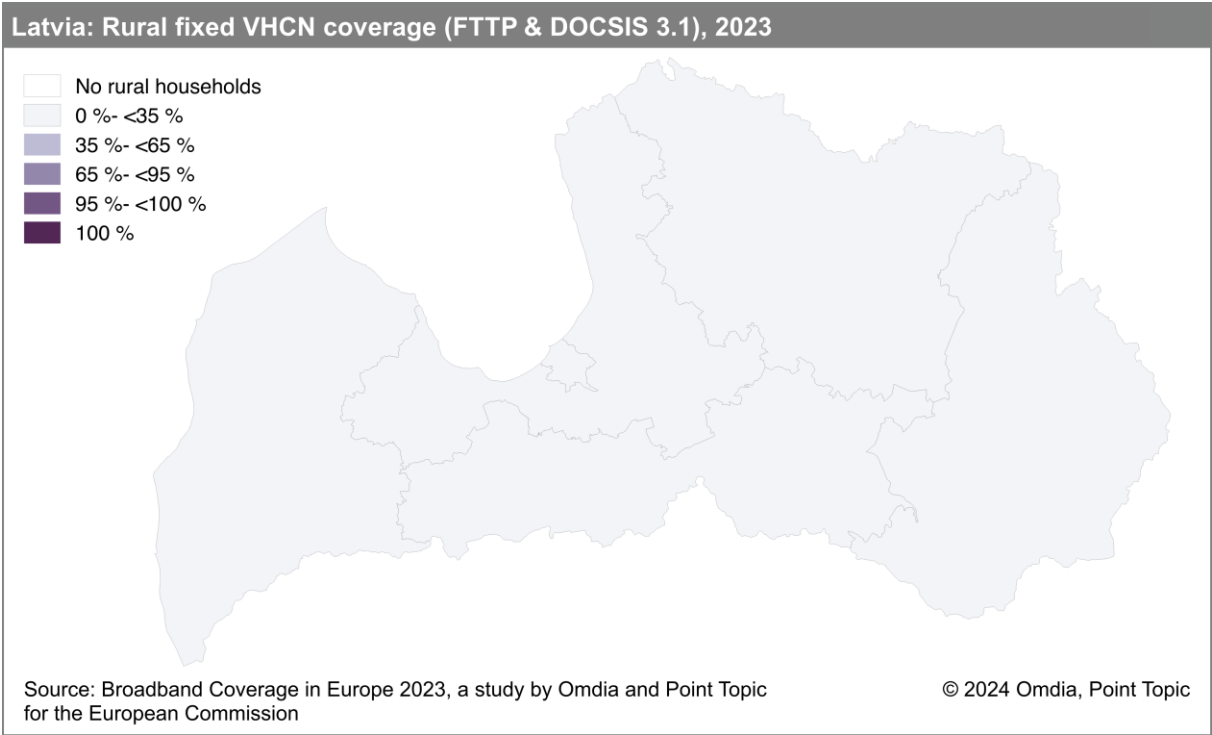 Latvia: Rural fixed VHCN coverage (FTTP & DOCSIS 3.1), 2023
No rural households
0 %- <35 %
35 %- <65 %
65 %- <95 %
95 %- <100 %
100 %
Source: Broadband Coverage in Europe 2023, a study by Omdia and Point Topic
for the European Commission
© 2024 Omdia, Point Topic